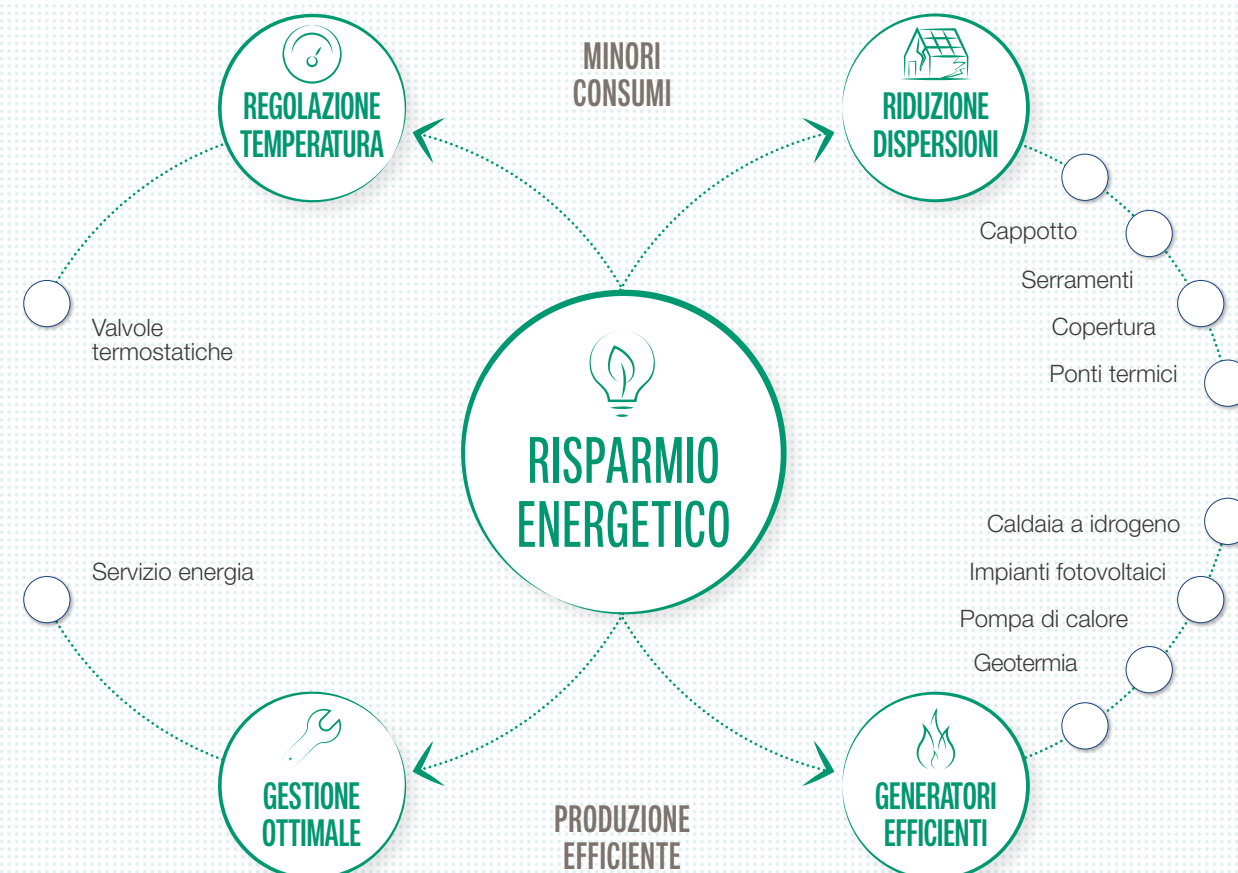 MINORI
CONSUMI
REGOLAZIONE
TEMPERATURA
RIDUZIONE
DISPERSIONI
Cappotto
Serramenti
Copertura
Ponti termici
Valvole
termostatiche
RISPARMIO
ENERGETICO
Servizio energia
Caldaia a idrogeno
Impianti fotovoltaici
Pompa di calore
Geotermia
GESTIONE
OTTIMALE
GENERATORI
EFFICIENTI
PRODUZIONE
EFFICIENTE